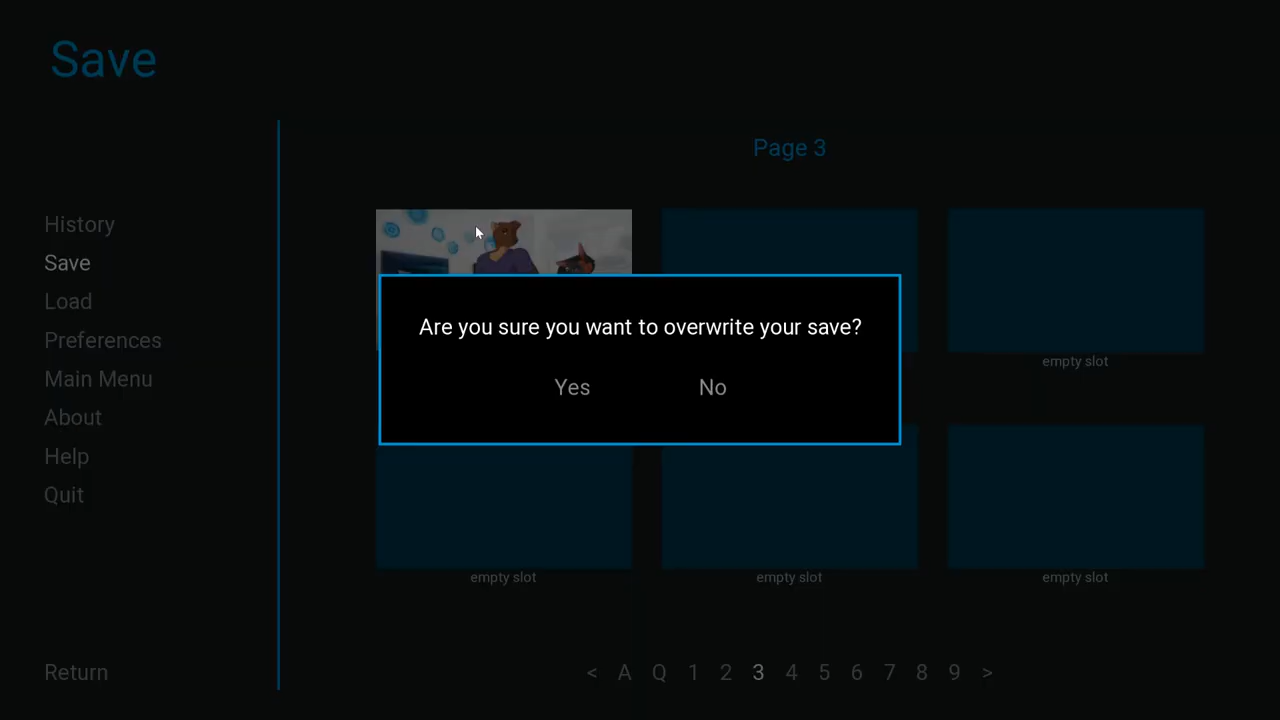 Save
Page 3
History
Save
Load
Preferences
Main Menu
About
Help
Quit
Return
Are you sure you want to overwrite your save?
Yes No
empty slot
empty slot empty slot empty slot
< A Q 1 2 3 4 5 6 7 8 9 >